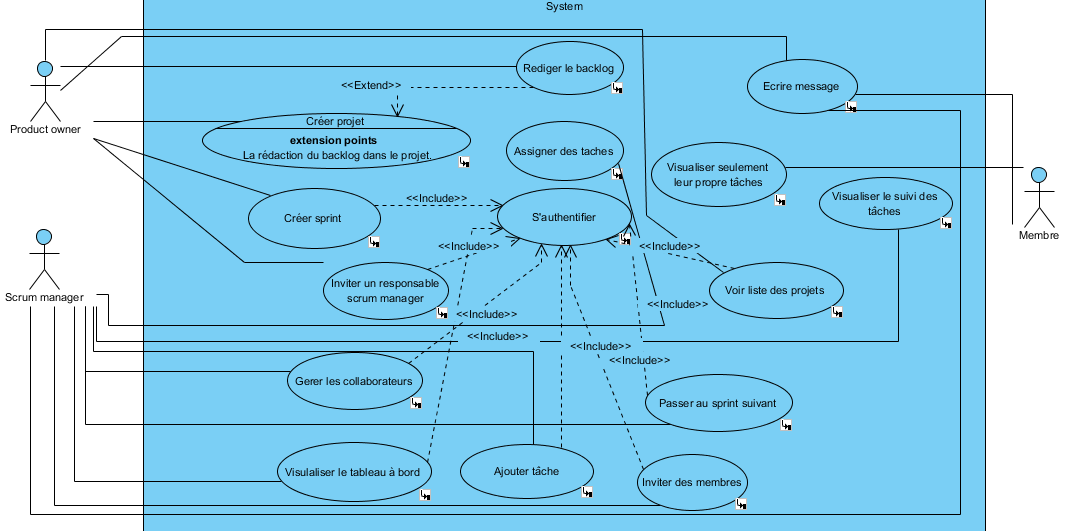 System
Rediger le backlog
<<Extend>>
Ecrire message
Product owner
Créer projet
extension points
La rédaction du backlog dans le projet.
Assigner des taches
Visualiser seulement
leur propre tâches
Visualiser le suivi des
tâches
<<Include>>
Créer sprint
S'authentifier
Membre
<<Include>>
<<Include>>
Scrum manager
Inviter un responsable
scrum manager
Voir liste des projets
<<Include>>
<<Include>>
<<Include>>
<<Include>>
<<Include>>
Gerer les collaborateurs
Passer au sprint suivant
Visulaliser le tableau à bord
Ajouter tâche
Inviter des membres